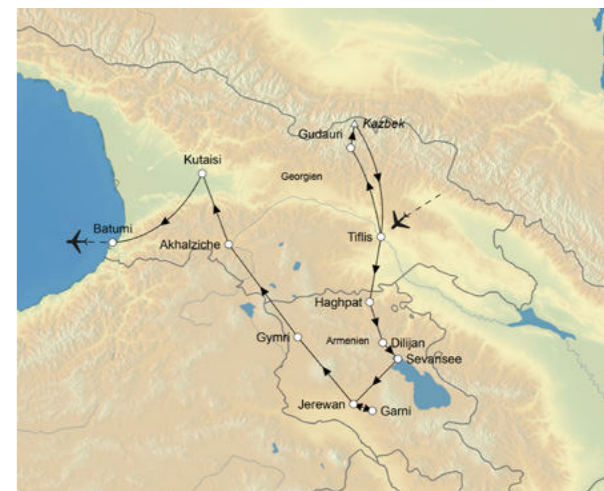 Kazbek
Gudauri
Kutaisi
Georgien
Batumi
Tiflis
Akhalziche
Haghpat
Gymri
Armenien
Dilijan
Sevansee
Jerewan
Garni